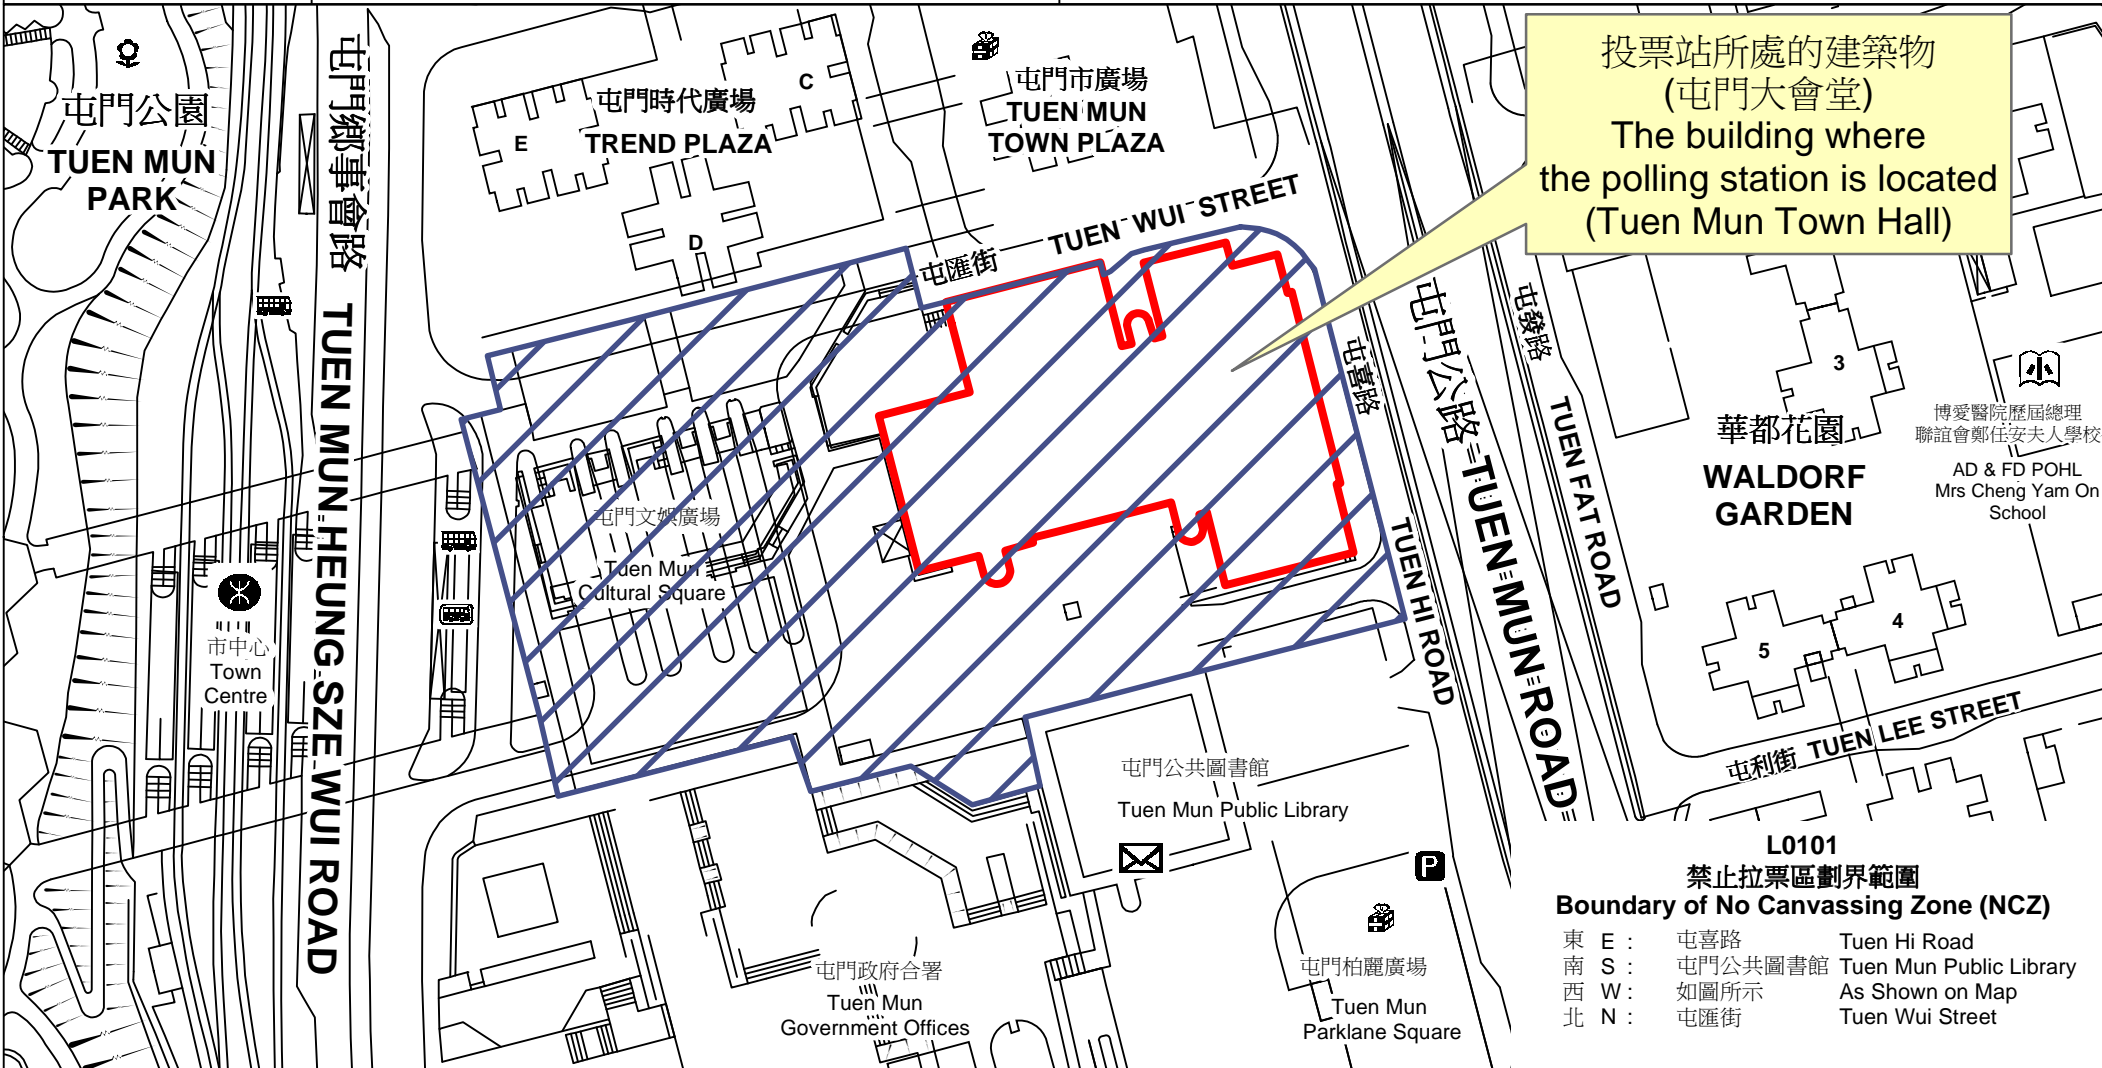 投票站所處的建築物
(屯門大會堂)
The building where
the polling station is located
(Tuen Mun Town Hall)
屯門公園
TUEN MUN
PARK
屯門鄉事會路
TUEN MUN HEUNG SZE WUI ROAD
屯門時代廣場
TREND PLAZA
C
E
D
屯門市廣場
TUEN MUN
TOWN PLAZA
屯匯街
TUEN WUI STREET
屯喜路
TUEN HI ROAD
屯門公路
TUEN MUN ROAD
屯發路
TUEN FAT ROAD
3
華都花園
WALDORF
GARDEN
博愛醫院歷屆總理
聯誼會鄭任安夫人學校
AD & FD POHL
Mrs Cheng Yam On
School
屯門文娛廣場
Tuen Mun
Cultural Square
市中心
Town
Centre
4
5
屯利街 TUEN LEE STREET
屯門公共圖書館
Tuen Mun Public Library
P
屯門政府合署
Tuen Mun
Government Offices
屯門柏麗廣場
Tuen Mun
Parklane Square
L0101
禁止拉票區劃界範圍
Boundary of No Canvassing Zone (NCZ)
東 E : 屯喜路 Tuen Hi Road
南 S : 屯門公共圖書館 Tuen Mun Public Library
西 W : 如圖所示 As Shown on Map
北 N : 屯匯街 Tuen Wui Street